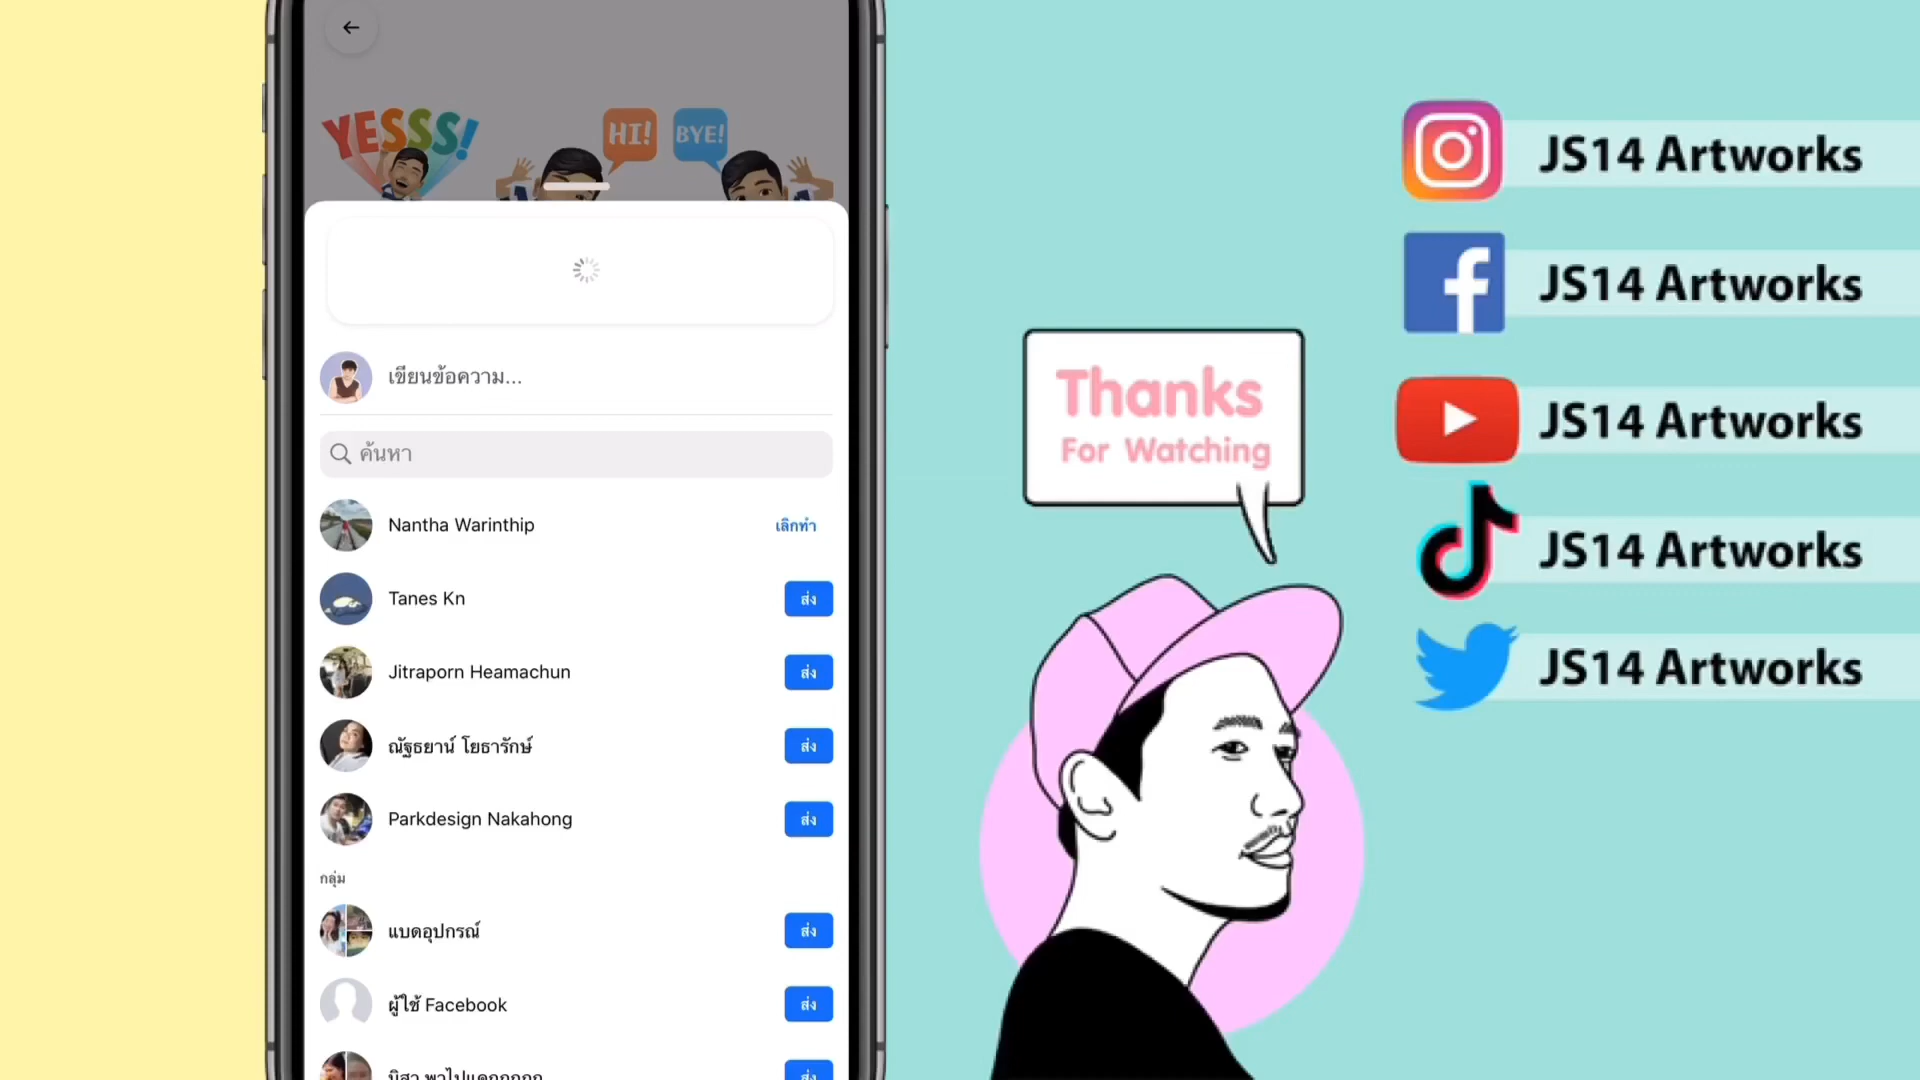 YESSS!
HI!
BYE!
เขียนข้อความ...
ค้นหา
Nantha Warinthip
เลิกทำ
Tanes Kn
ส่ง
Jitraporn Heamachun
ส่ง
ณัฐธยาน์ โยธารักษ์
ส่ง
Parkdesign Nakahong
ส่ง
กลุ่ม
แบดอุปกรณ์
ส่ง
ผู้ใช้ Facebook
ส่ง
ส่ง
Thanks
For Watching
JS14 Artworks
JS14 Artworks
JS14 Artworks
JS14 Artworks
JS14 Artworks